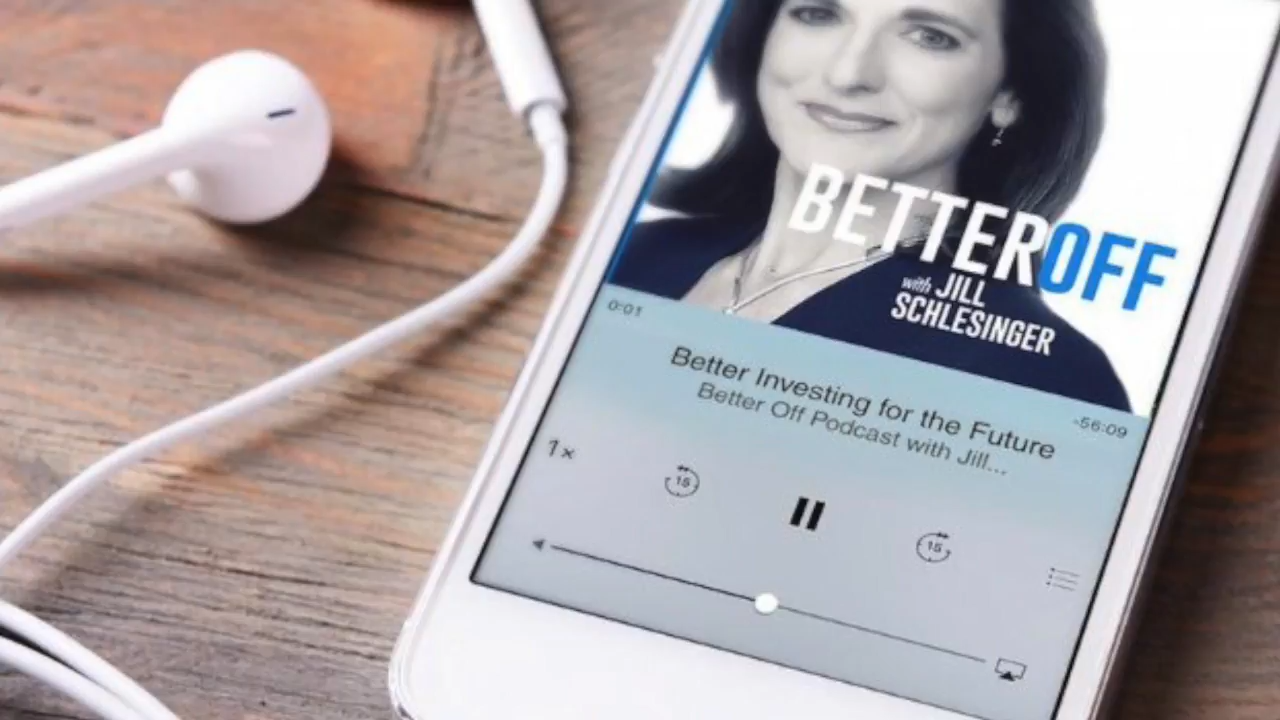 BETTEROFF
with JILL
SCHLESINGER
0:01
-56:09
Better Investing for the Future
Better Off Podcast with Jill...
1x
15
15